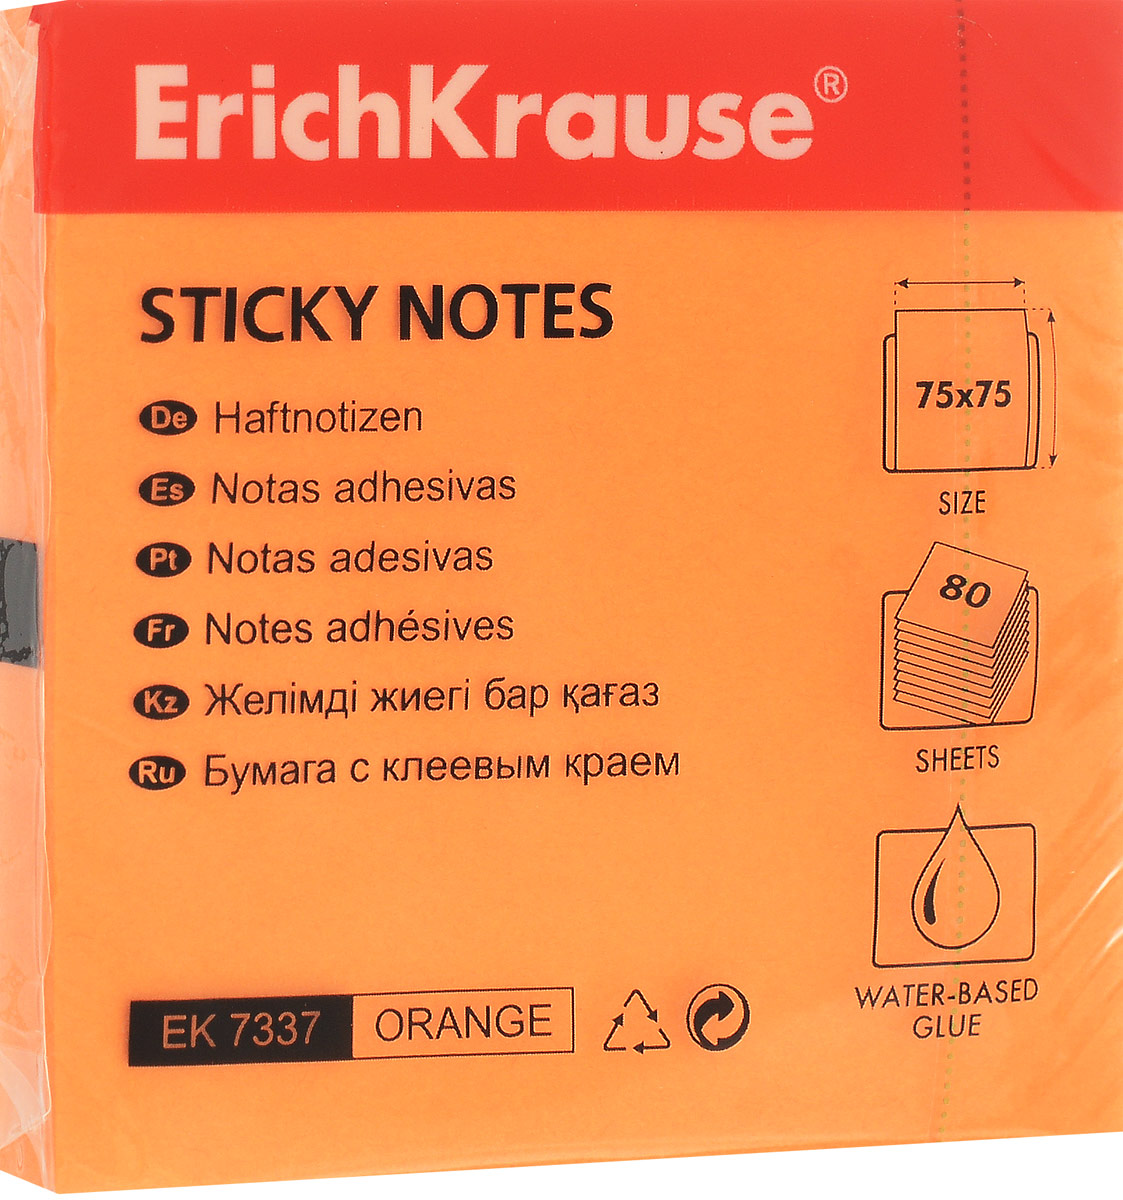 ErichKrause®
STICKY NOTES
De Haftnotizen
Es Notas adhesivas
Pt Notas adesivas
Fr Notes adhésives
Kz Желімді жиегі бар қағаз
Ru Бумага с клеевым краем
EK 7337 ORANGE
75x75
SIZE
80
SHEETS
WATER-BASED
GLUE